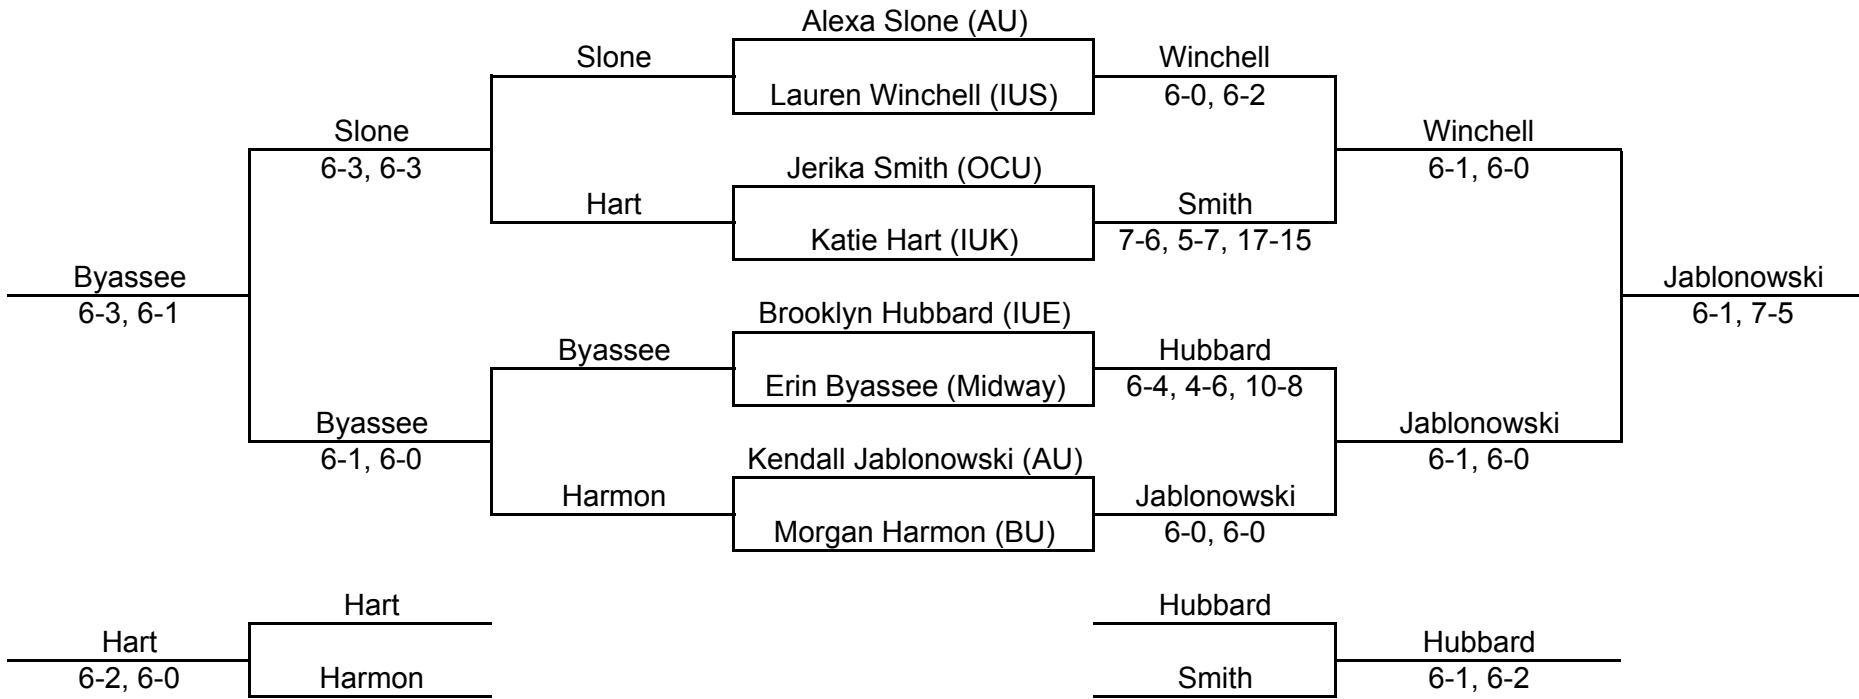 Alexa Slone (AU)
Slone
Winchell
Lauren Winchell (IUS)
6-0, 6-2
Slone
Winchell
6-3, 6-3
Jerika Smith (OCU)
6-1, 6-0
Hart
Smith
Katie Hart (IUK)
7-6, 5-7, 17-15
Byassee
Jablonowski
6-3, 6-1
Brooklyn Hubbard (IUE)
6-1, 7-5
Byassee
Hubbard
Erin Byassee (Midway)
6-4, 4-6, 10-8
Byassee
Jablonowski
6-1, 6-0
Kendall Jablonowski (AU)
6-1, 6-0
Harmon
Jablonowski
Morgan Harmon (BU)
6-0, 6-0
Hart
Hubbard
Hart
Hubbard
6-2, 6-0
Harmon
Smith
6-1, 6-2